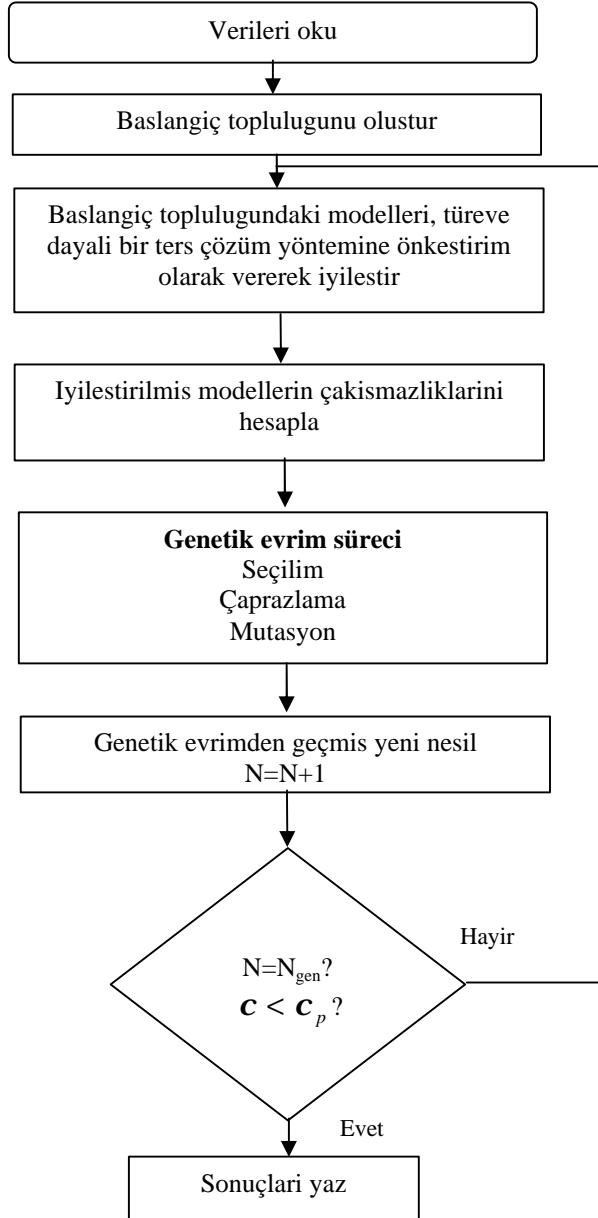 Verileri oku
Baslangiç toplulugunu olustur
Baslangiç toplulugundaki modelleri, türeve
dayali bir ters çözüm yöntemine önkestirim
olarak vererek iyilestir
Iyilestirilmis modellerin çakismazliklarini
hesapla
Genetik evrim süreci
Seçilim
Çaprazlama
Mutasyon
Genetik evrimden geçmis yeni nesil
N=N+1
Hayir
N=Ngen?
c < cp ?
Evet
Sonuçlari yaz